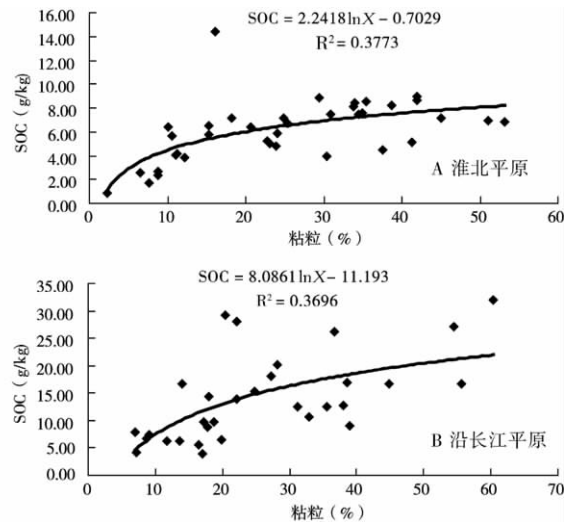 SOC = 2.2418lnX - 0.7029
R² = 0.3773
16.00
14.00
12.00
10.00
8.00
6.00
4.00
2.00
0.00
SOC (g/kg)
A 淮北平原
0 10 20 30 40 50 60
粘粒(%)
SOC = 8.0861lnX - 11.193
R² = 0.3696
35.00
30.00
25.00
20.00
15.00
10.00
5.00
0.00
SOC(g/kg)
B 沿长江平原
0 10 20 30 40 50 60 70
粘粒(%)